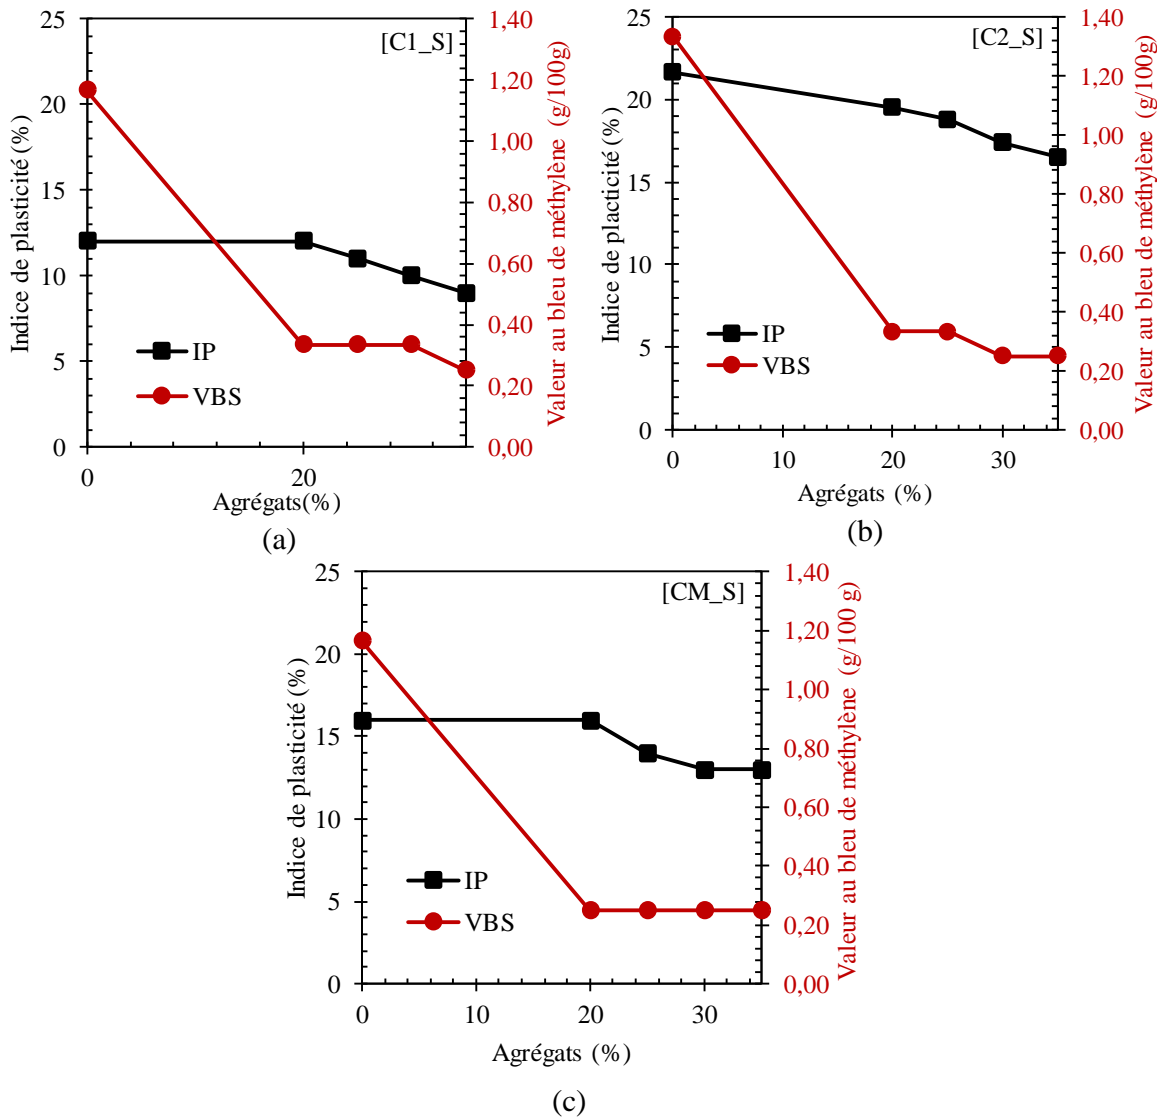 [C1_S]
Indice de plasticité (%)
25
20
15
10
5
0
IP
VBS
1,40
1,20
1,00
0,80
0,60
0,40
0,20
0,00
Valeur au bleu de méthylène (g/100g)
0
20
Agrégats(%)
(a)
[C2_S]
Indice de placticité (%)
25
20
15
10
5
0
IP
VBS
1,40
1,20
1,00
0,80
0,60
0,40
0,20
0,00
Valeur au bleu de méthylène (g/100g)
0
10
20
30
Agrégats (%)
(b)
[CM_S]
Indice de plasticité (%)
25
20
15
10
5
0
IP
VBS
1,40
1,20
1,00
0,80
0,60
0,40
0,20
0,00
Valeur au bleu de méthylène (g/100 g)
0
10
20
30
Agrégats (%)
(c)